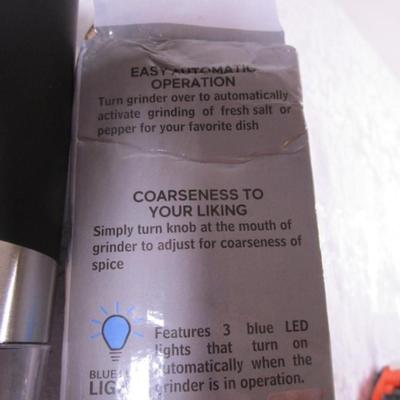 EASY AUTOMATIC
OPERATION
Turn grinder over to automatically
activate grinding of fresh salt or
pepper for your favorite dish
COARSENESS TO
YOUR LIKING
Simply turn knob at the mouth of
grinder to adjust for coarseness of
spice
Features 3 blue LED
lights that turn on
automatically when the
grinder is in operation.
BLUE